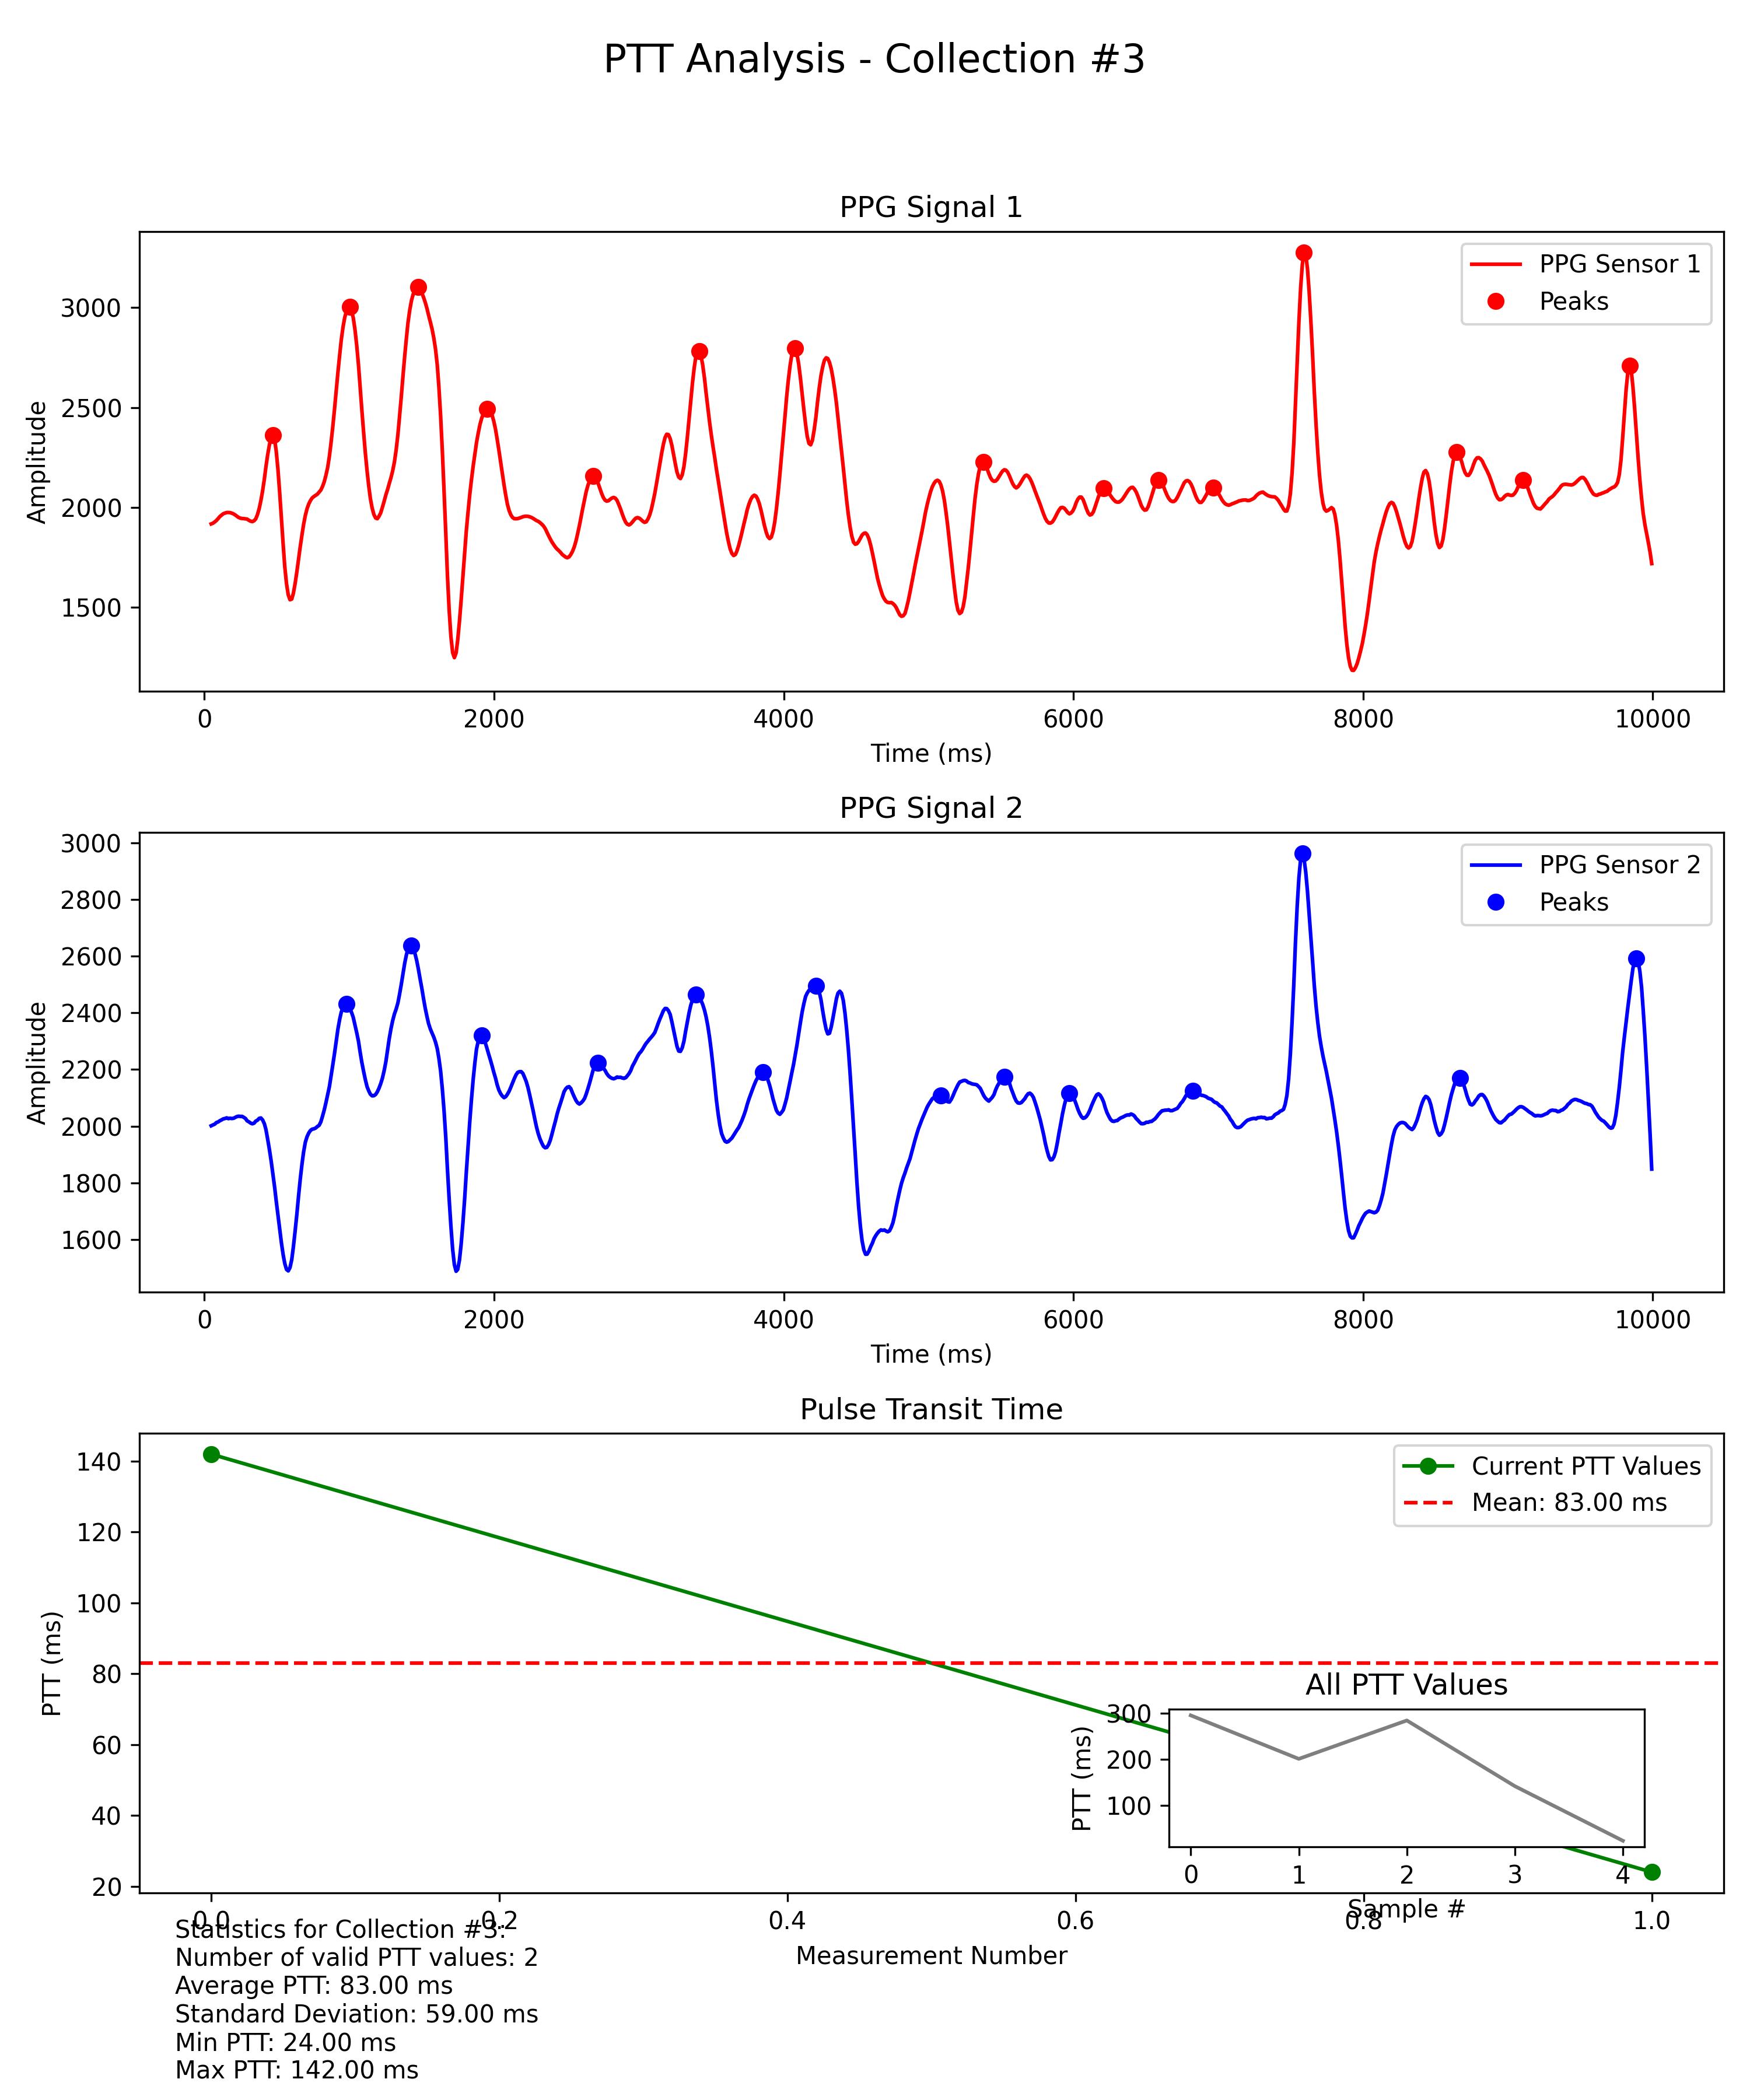 PTT Analysis - Collection #3
PPG Signal 1
PPG Sensor 1
Peaks
Amplitude
3000
2500
2000
1500
0 2000 4000 6000 8000 10000
Time (ms)
PPG Signal 2
PPG Sensor 2
Peaks
Amplitude
3000
2800
2600
2400
2200
2000
1800
1600
0 2000 4000 6000 8000 10000
Time (ms)
Pulse Transit Time
Current PTT Values
Mean: 83.00 ms
PTT (ms)
140
120
100
80
60
40
20
All PTT Values
PTT (ms)
300
200
100
0 1 2 3 4
Sample #
0.0 0.2 0.4 0.6 0.8 1.0
Measurement Number
Statistics for Collection #3:
Number of valid PTT values: 2
Average PTT: 83.00 ms
Standard Deviation: 59.00 ms
Min PTT: 24.00 ms
Max PTT: 142.00 ms